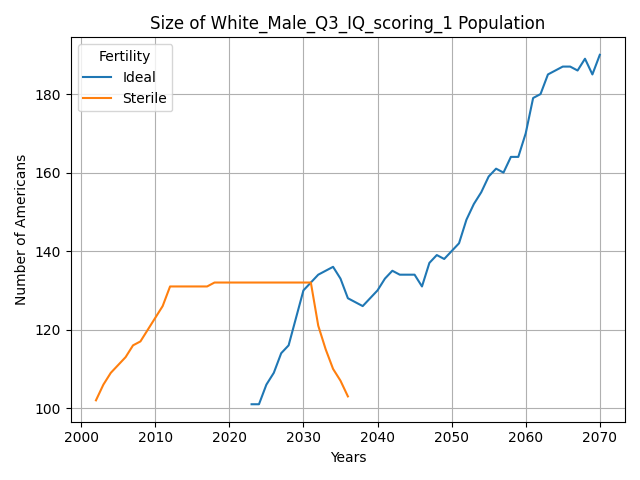 Size of White_Male_Q3_IQ_scoring_1 Population
Fertility
Ideal
Sterile
Number of Americans
180
160
140
120
100
2000 2010 2020 2030 2040 2050 2060 2070
Years